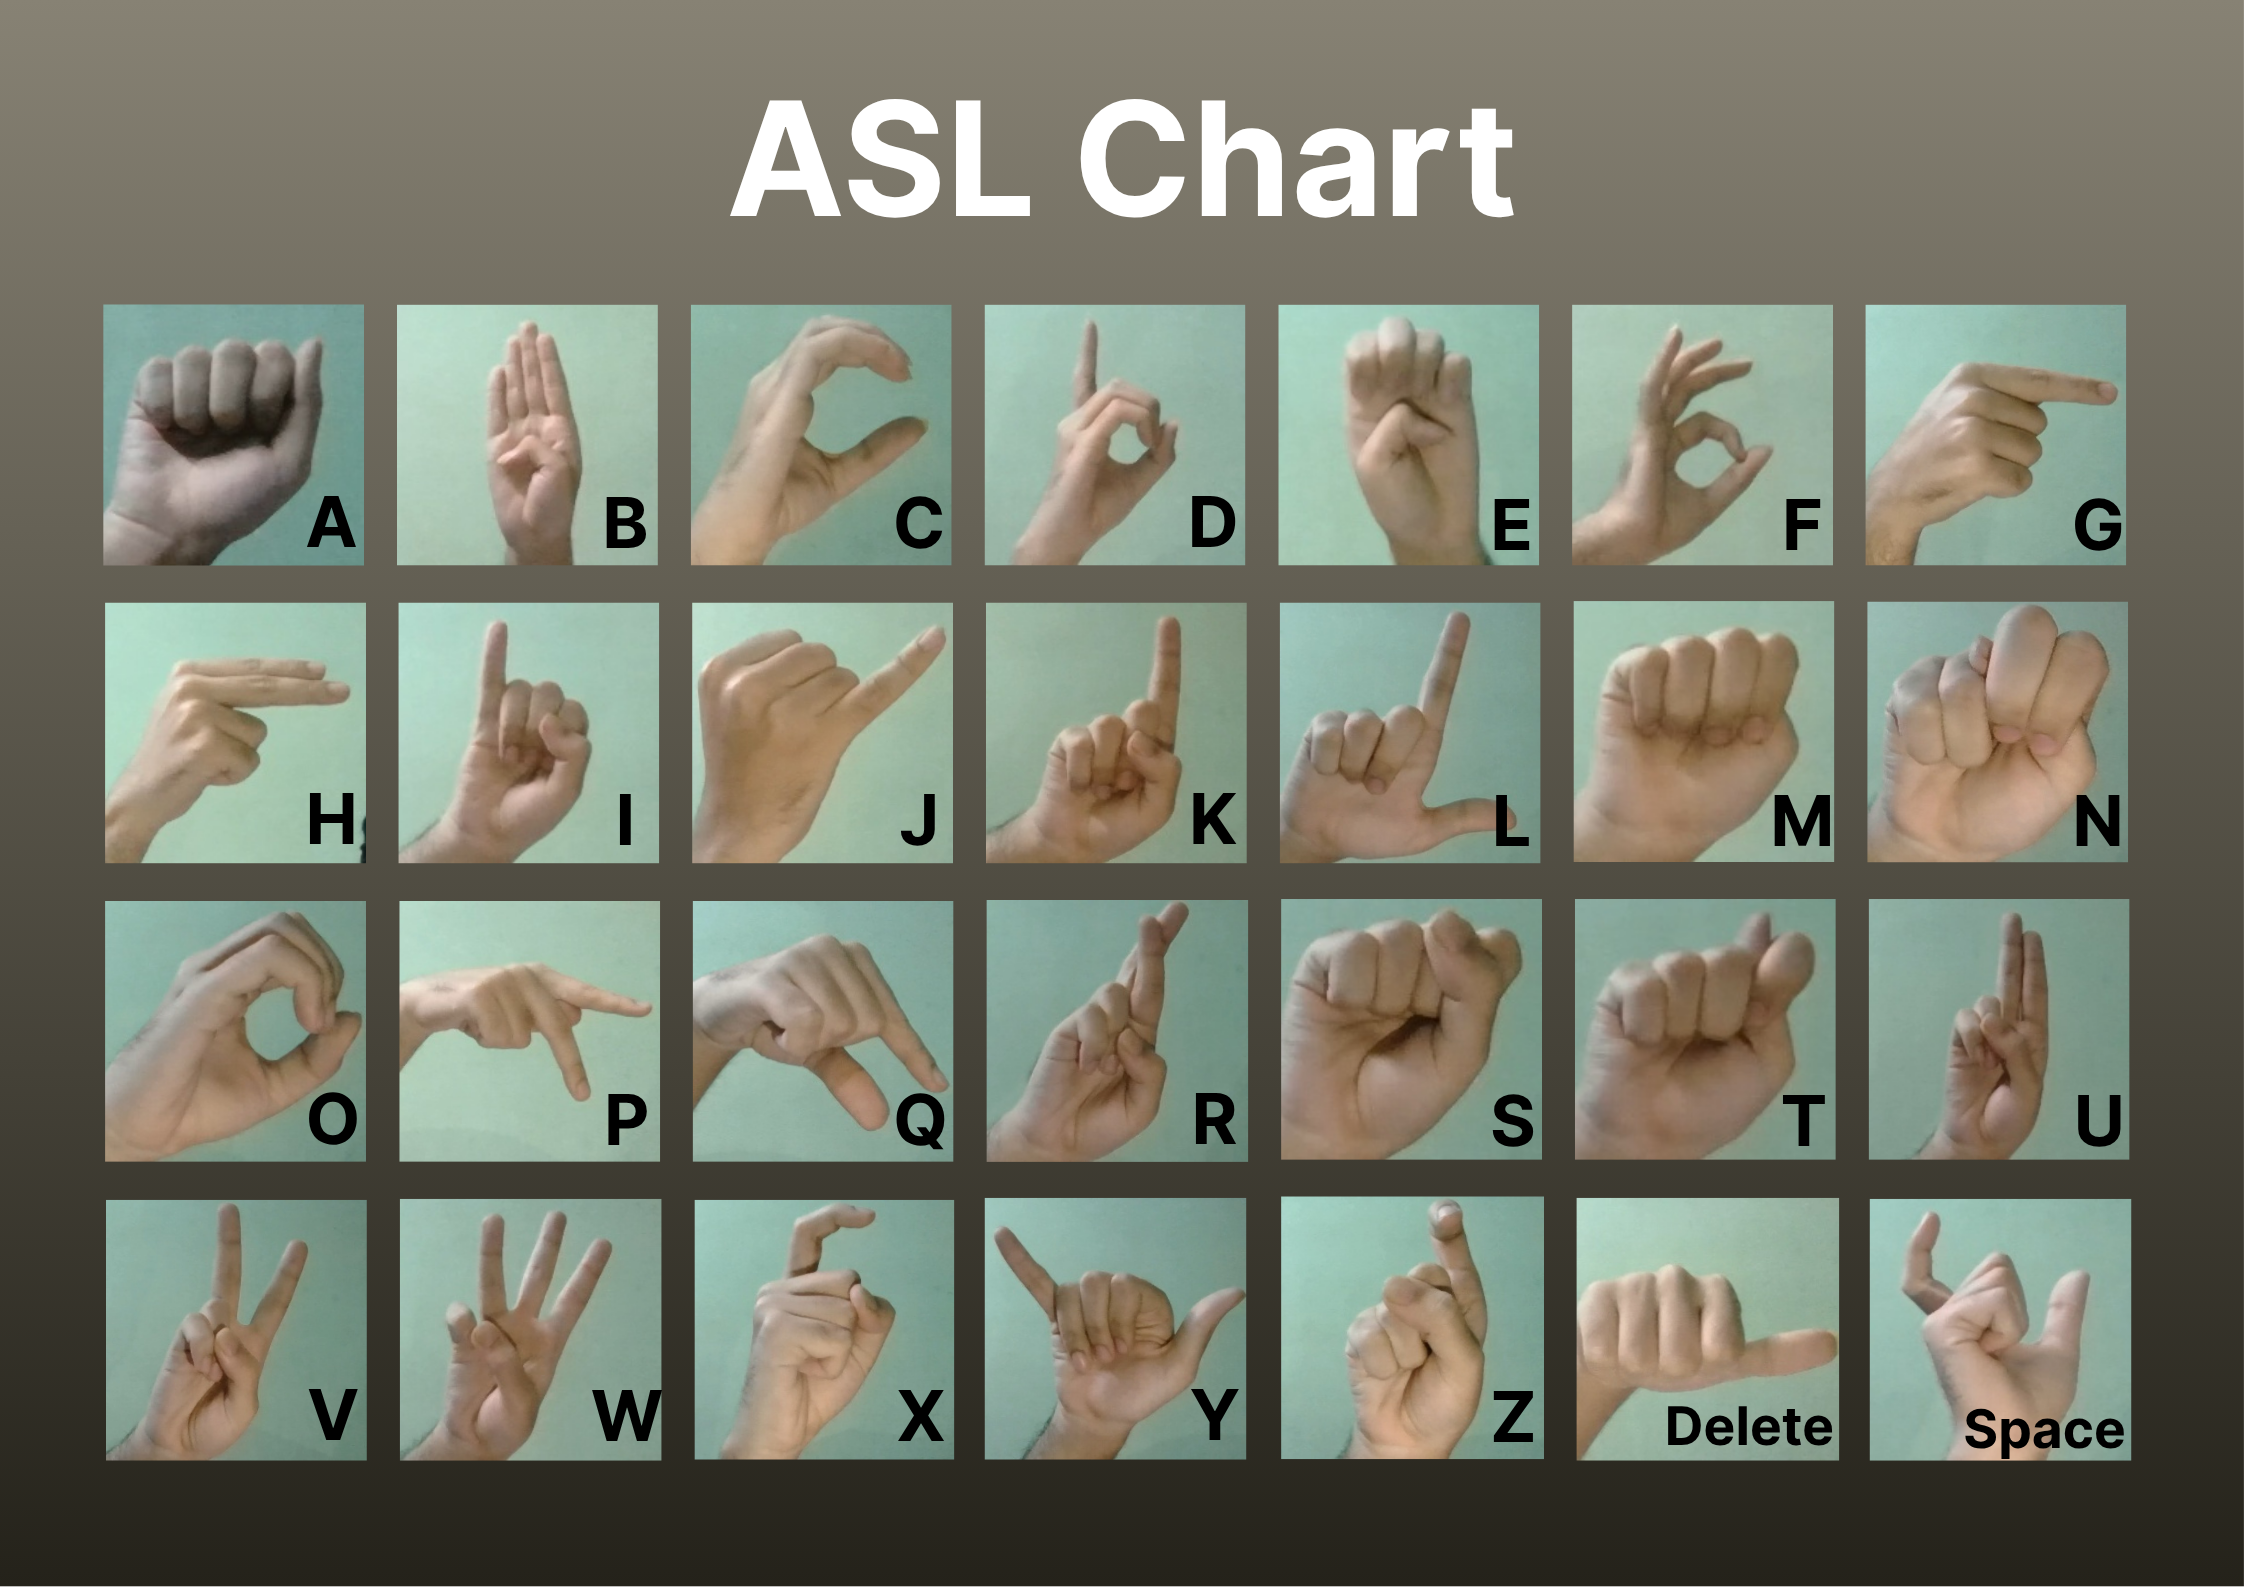 ASL Chart
A B C D E F G
H I J K L M N
O P Q R S T U
V W X Y Z Delete Space